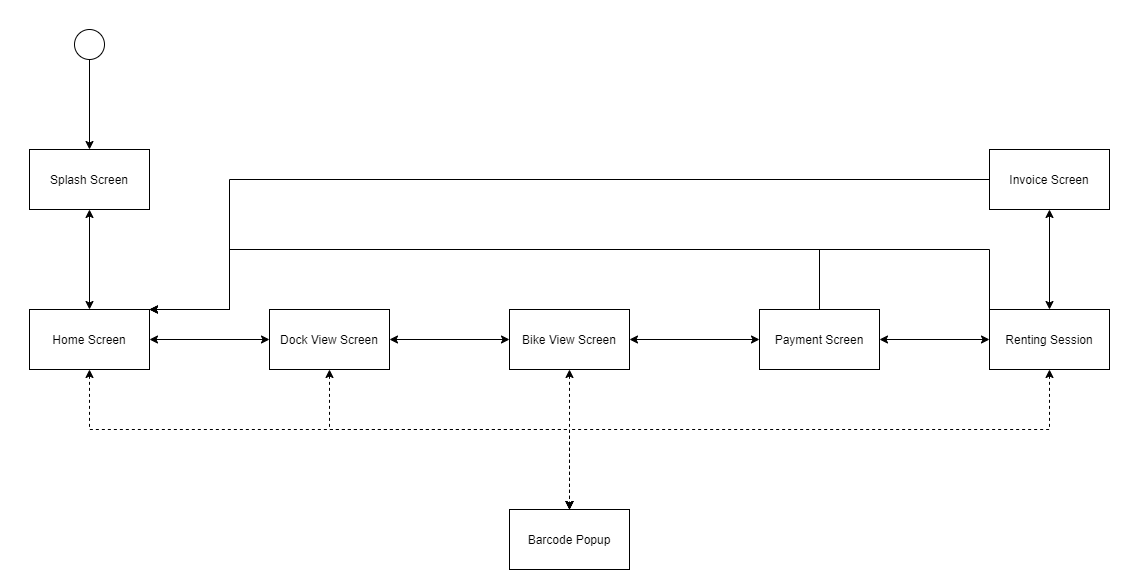 Splash Screen
Invoice Screen
Home Screen
Dock View Screen
Bike View Screen
Payment Screen
Renting Session
Barcode Popup